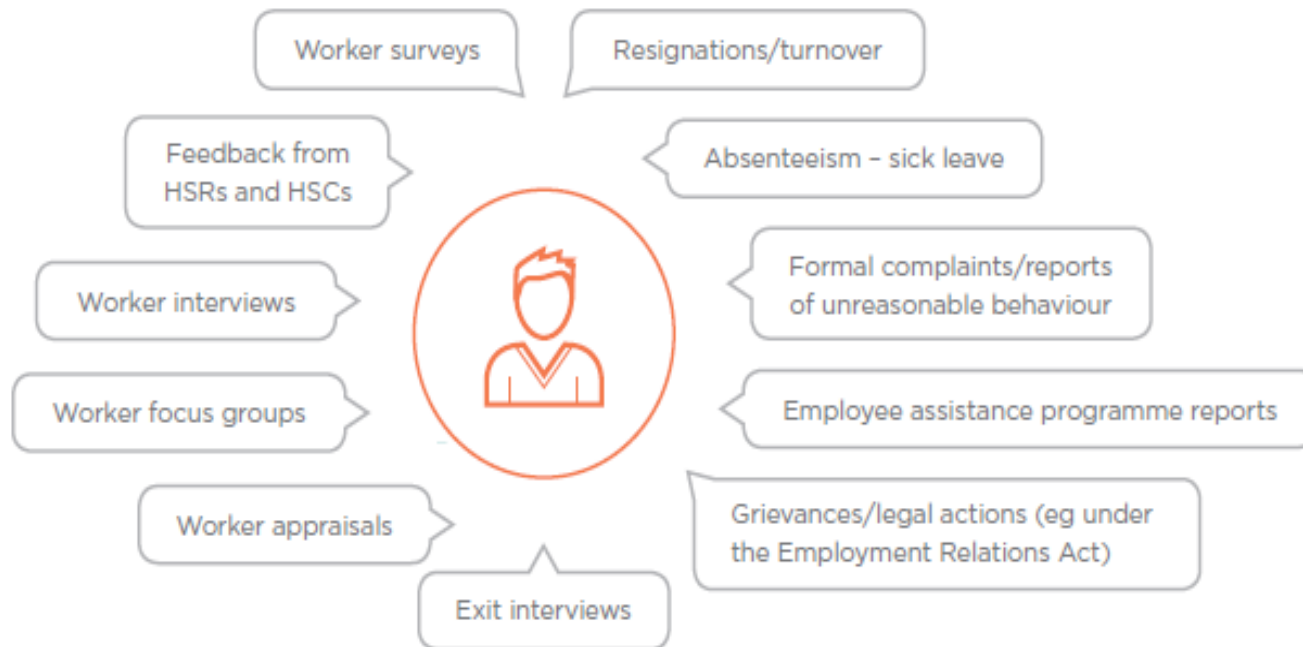 Worker surveys
Resignations/turnover
Feedback from
HSRs and HSCs
Absenteeism – sick leave
Worker interviews
Formal complaints/reports
of unreasonable behaviour
Worker focus groups
Employee assistance programme reports
Worker appraisals
Grievances/legal actions (eg under
the Employment Relations Act)
Exit interviews